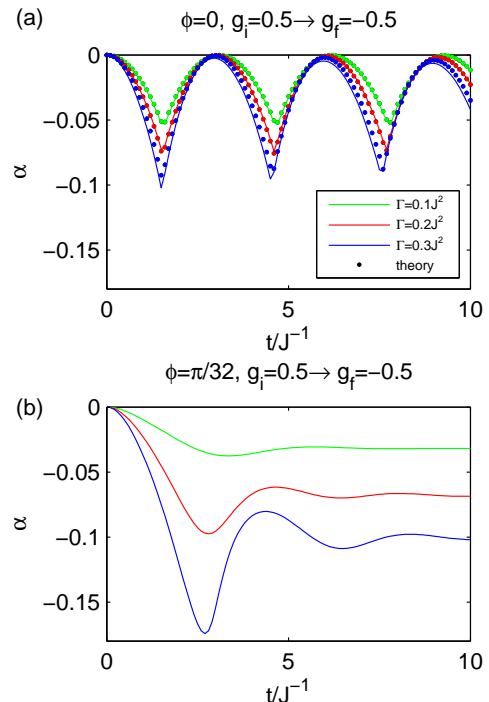 (a)
ϕ=0, g_i=0.5→ g_f=−0.5
0
−0.05
−0.1
−0.15
α
Γ=0.1J²
Γ=0.2J²
Γ=0.3J²
theory
0 5 10
t/J⁻¹
ϕ=π/32, g_i=0.5→ g_f=−0.5
(b)
0
−0.05
−0.1
−0.15
α
0 5 10
t/J⁻¹